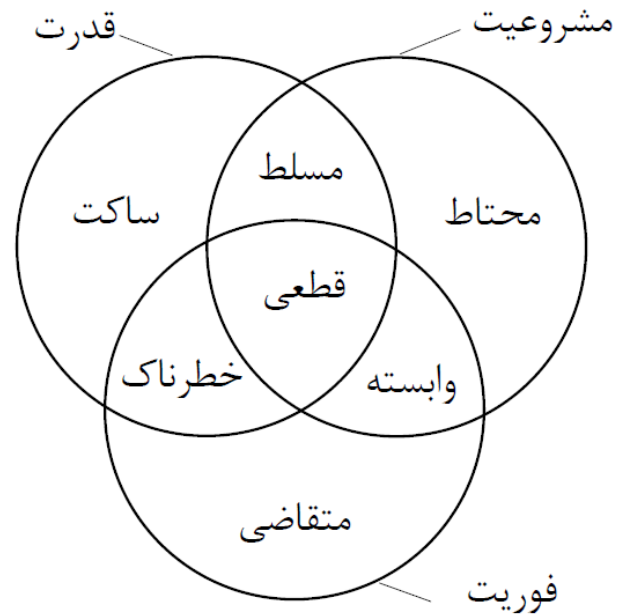 مشروعیت
قدرت
مسلط
محتاط
ساکت
قطعی
وابسته
خطرناک
متقاضی
فوریت